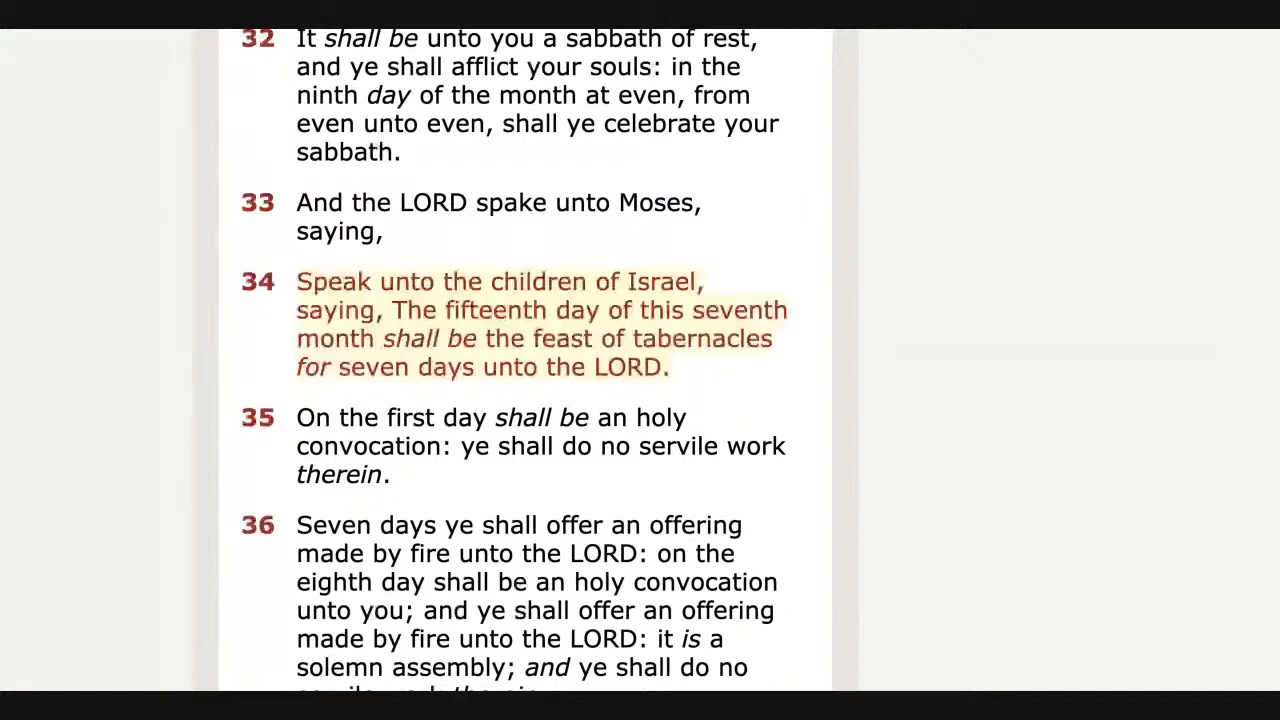 32 It shall be unto you a sabbath of rest,
and ye shall afflict your souls: in the
ninth day of the month at even, from
even unto even, shall ye celebrate your
sabbath.
33 And the LORD spake unto Moses,
saying,
34 Speak unto the children of Israel,
saying, The fifteenth day of this seventh
month shall be the feast of tabernacles
for seven days unto the LORD.
35 On the first day shall be an holy
convocation: ye shall do no servile work
therein.
36 Seven days ye shall offer an offering
made by fire unto the LORD: on the
eighth day shall be an holy convocation
unto you; and ye shall offer an offering
made by fire unto the LORD: it is a
solemn assembly; and ye shall do no